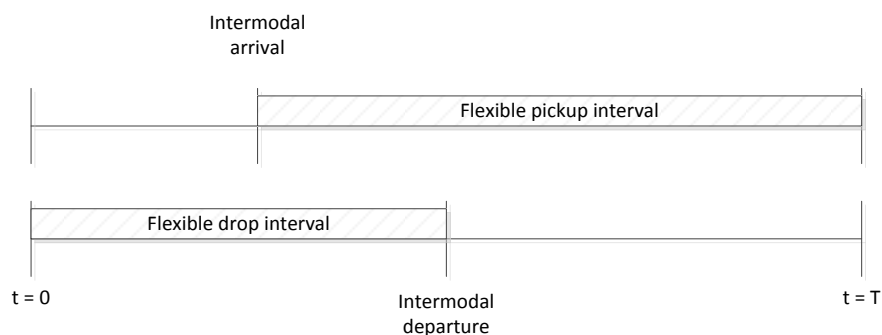 Intermodal
arrival
Flexible pickup interval
Flexible drop interval
t = 0
Intermodal
departure
t = T